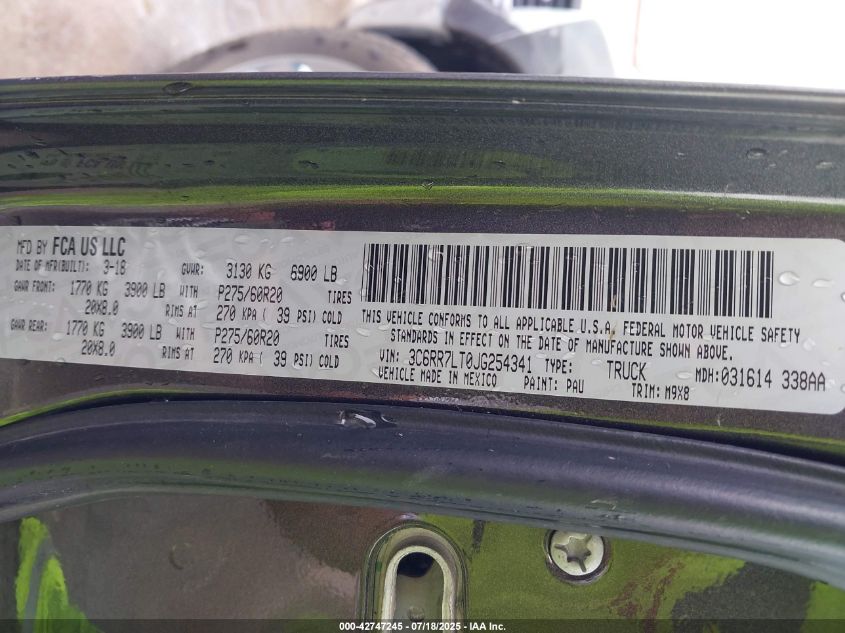 MFD BY FCA US LLC
DATE OF MFR(BUILT): 3-18 GVWR: 3130 KG 6900 LB
GAWR FRONT: 1770 KG 3900 LB WITH P275/60R20 TIRES
20X8.0 RIMS AT 270 KPA ( 39 PSI) COLD
GAWR REAR: 1770 KG 3900 LB WITH P275/60R20 TIRES
20X8.0 RIMS AT 270 KPA ( 39 PSI) COLD
THIS VEHICLE CONFORMS TO ALL APPLICABLE U.S.A. FEDERAL MOTOR VEHICLE SAFETY
STANDARDS IN EFFECT ON THE DATE OF MANUFACTURE SHOWN ABOVE.
VIN: 3C6RR7LT0JG254341 TYPE: TRUCK MDH:031614 338AA
VEHICLE MADE IN MEXICO PAINT: PAU TRIM: M9X8
000-42747245 - 07/18/2025 - IAA Inc.